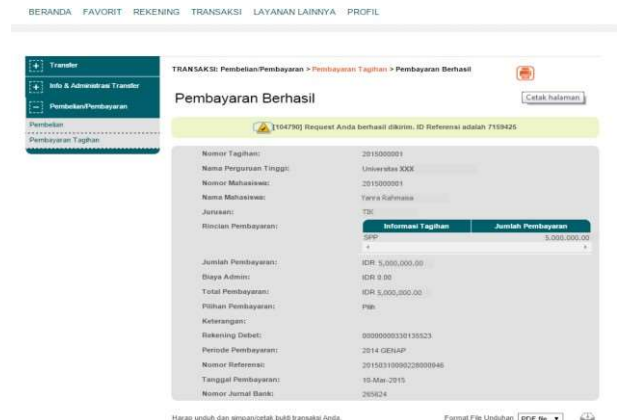 BERANDA FAVORIT REKENING TRANSAKSI LAYANAN LAINNYA PROFIL
Transfer
Info & Administrasi Transfer
Pembelian/Pembayaran
Pembelian
Pembayaran Tagihan
TRANSAKSI: Pembelian/Pembayaran > Pembayaran Tagihan > Pembayaran Berhasil
Pembayaran Berhasil
Cetak halaman
[104790] Request Anda berhasil dikirim. ID Referensi adalah 7159425
Nomor Tagihan: 2015000001
Nama Perguruan Tinggi: Universitas XXX
Nomor Mahasiswa: 2015000001
Nama Mahasiswa: Yanra Rahmaisa
Jurusan: TIK
Rincian Pembayaran: Informasi Tagihan Jumlah Pembayaran
SPP 5.000.000.00
Jumlah Pembayaran: IDR 5,000,000.00
Biaya Admin: IDR 0.00
Total Pembayaran: IDR 5,000,000.00
Pilihan Pembayaran: Pilih
Keterangan:
Rekening Debet: 00000000330135523
Periode Pembayaran: 2014 GENAP
Nomor Referensi: 20150310090228000946
Tanggal Pembayaran: 10-Mar-2015
Nomor Jurnal Bank: 265624
Harap unduh dan simpan/cetak bukti transaksi Anda. Format File Unduhan PDF file